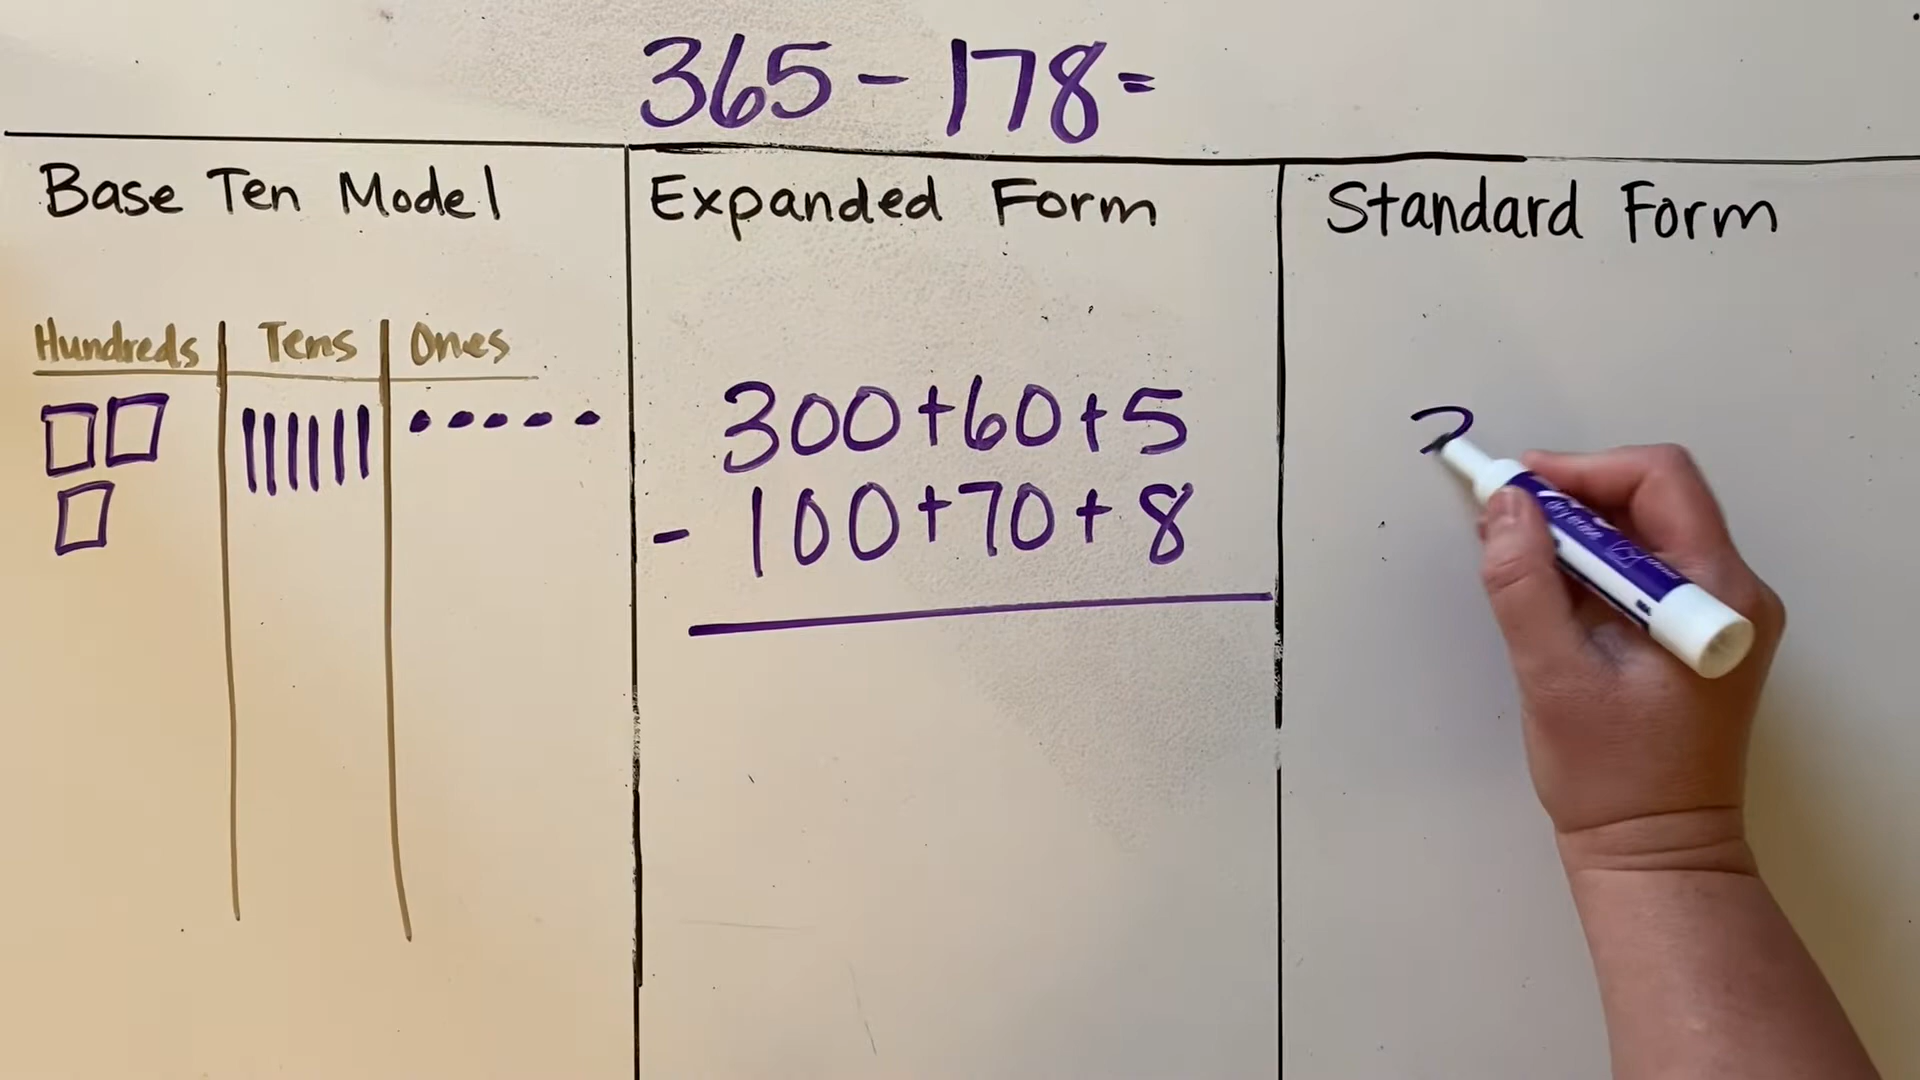 365 - 178 =
Base Ten Model
Expanded Form
Standard Form
Hundreds Tens Ones
300+60+5
- 100+70+8